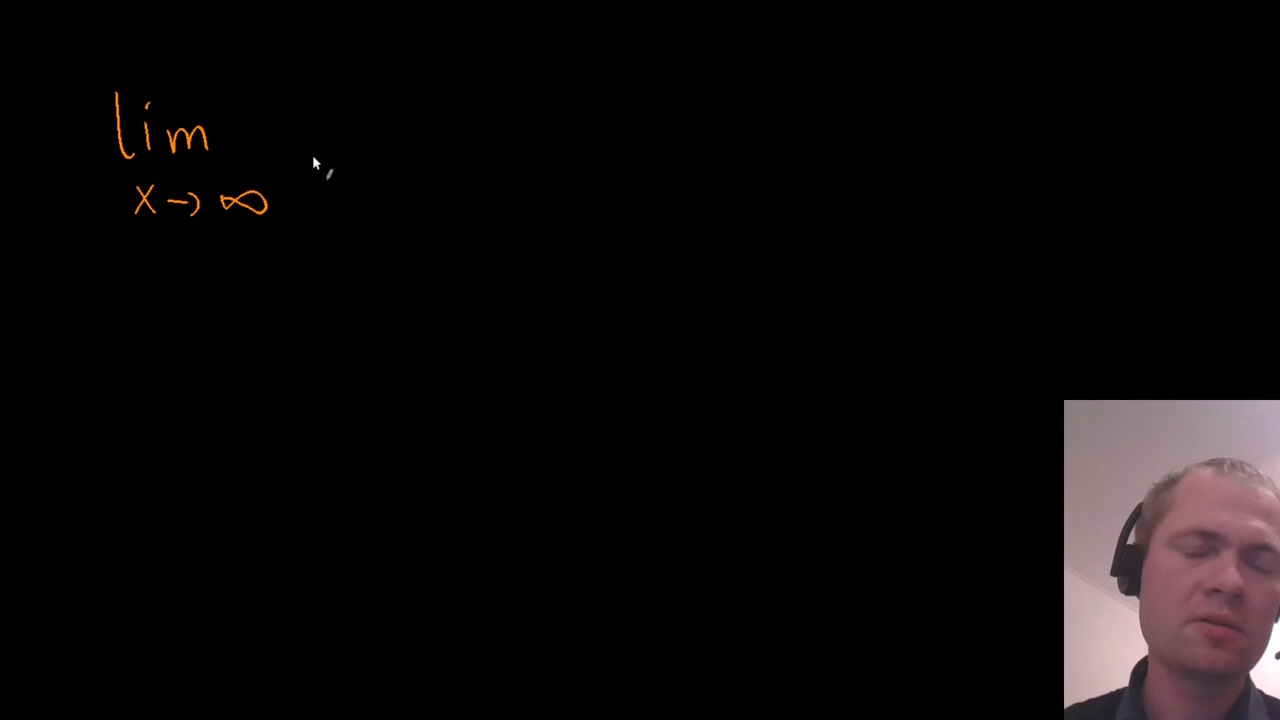 lim
x → ∞